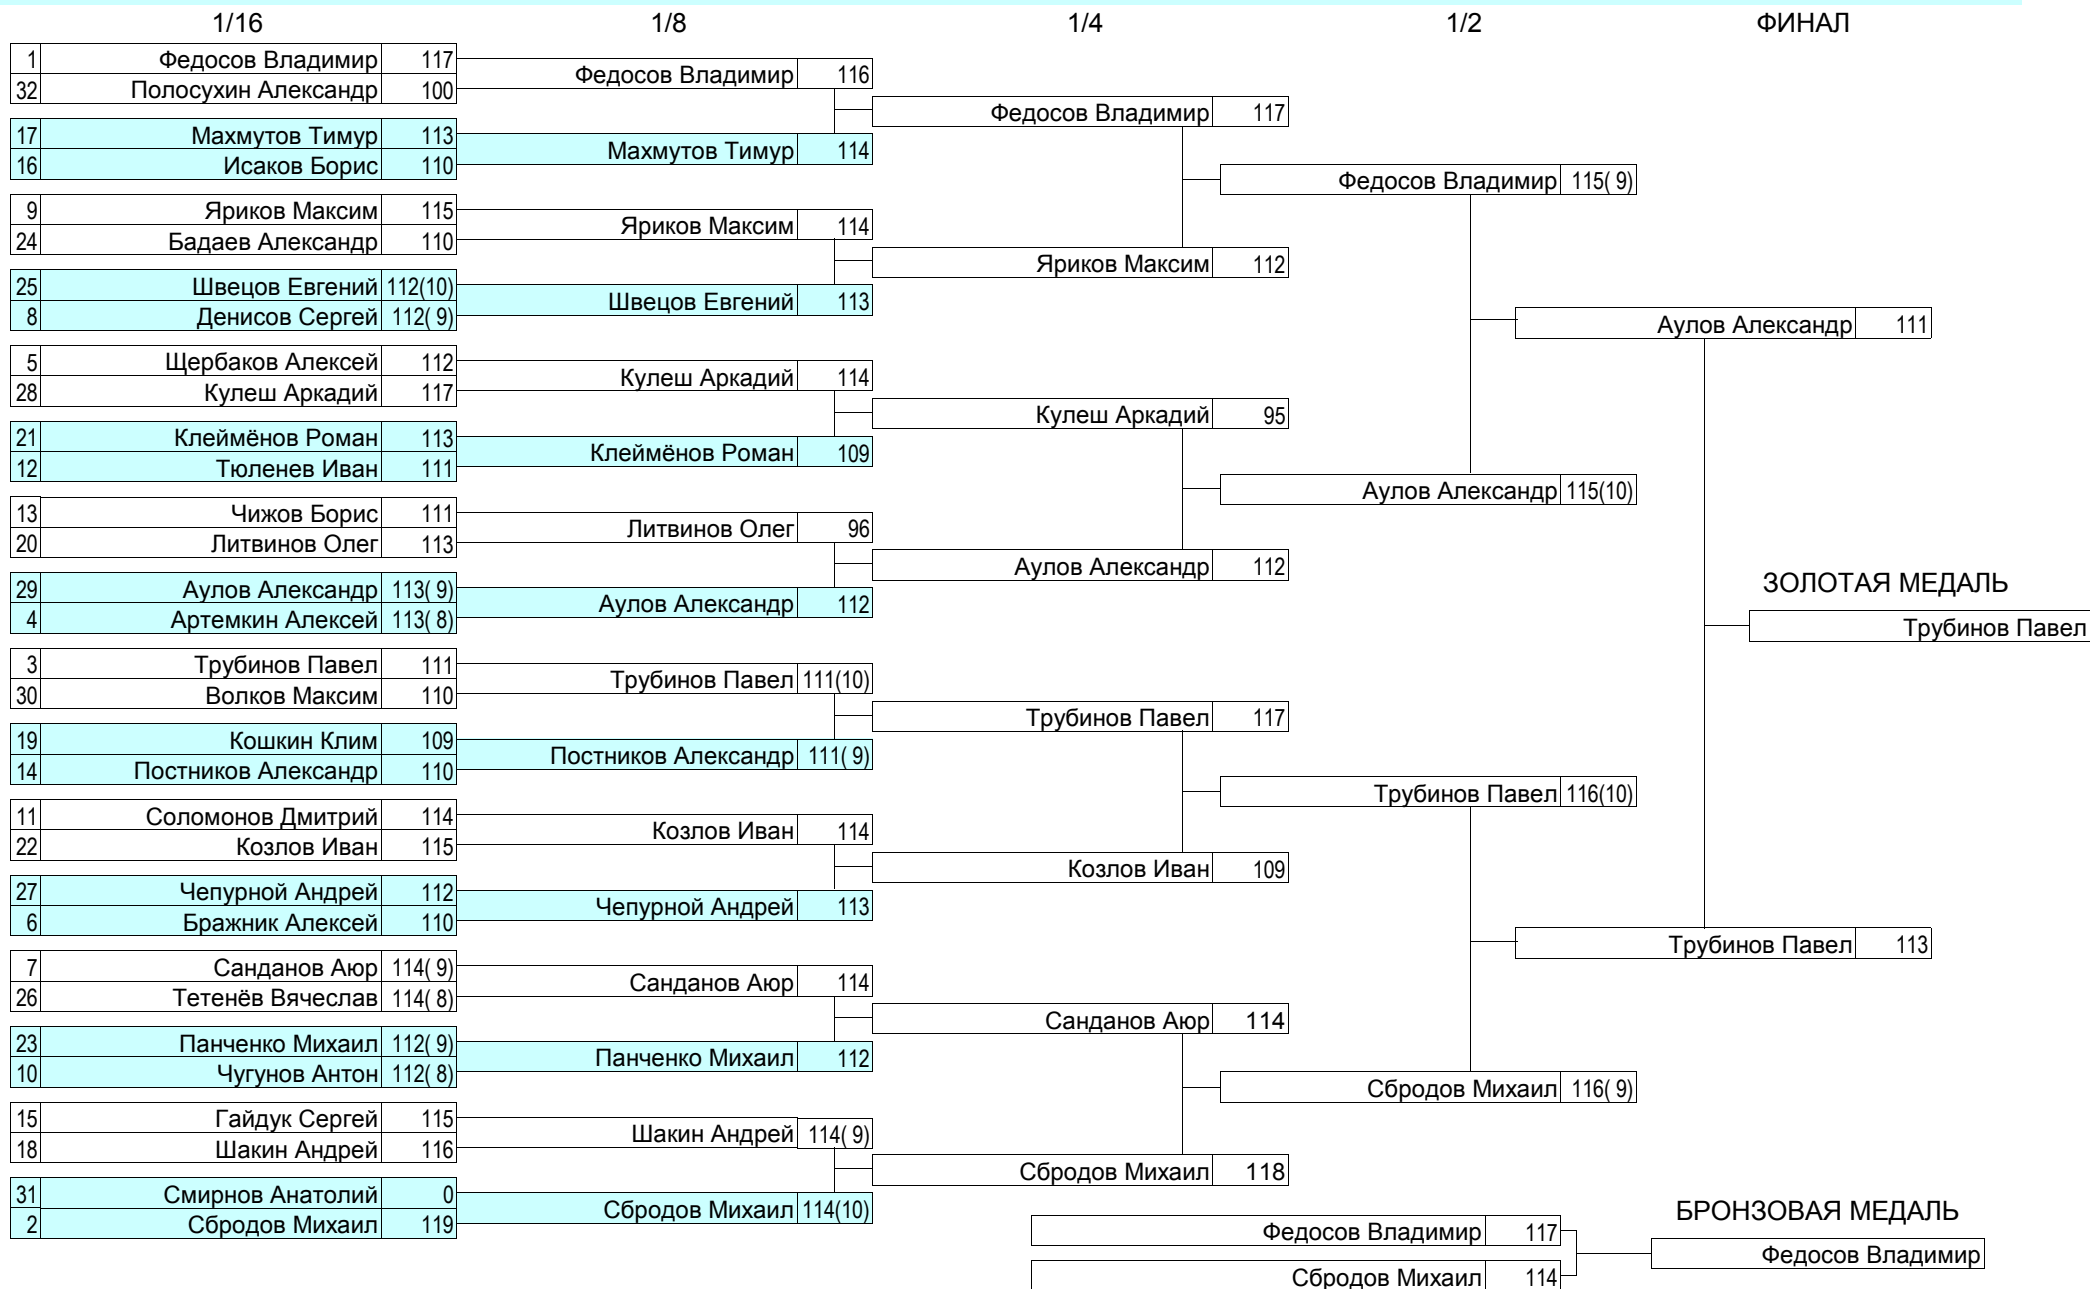 1/16 1/8 1/4 1/2 ФИНАЛ
1 Федосов Владимир 117
32 Полосухин Александр 100
17 Махмутов Тимур 113
16 Исаков Борис 110
9 Яриков Максим 115
24 Бадаев Александр 110
25 Швецов Евгений 112(10)
8 Денисов Сергей 112( 9)
5 Щербаков Алексей 112
28 Кулеш Аркадий 117
21 Клеймёнов Роман 113
12 Тюленев Иван 111
13 Чижов Борис 111
20 Литвинов Олег 113
29 Аулов Александр 113( 9)
4 Артемкин Алексей 113( 8)
3 Трубинов Павел 111
30 Волков Максим 110
19 Кошкин Клим 109
14 Постников Александр 110
11 Соломонов Дмитрий 114
22 Козлов Иван 115
27 Чепурной Андрей 112
6 Бражник Алексей 110
7 Санданов Аюр 114( 9)
26 Тетенёв Вячеслав 114( 8)
23 Панченко Михаил 112( 9)
10 Чугунов Антон 112( 8)
15 Гайдук Сергей 115
18 Шакин Андрей 116
31 Смирнов Анатолий 0
2 Сбродов Михаил 119
Федосов Владимир 116
Махмутов Тимур 114
Яриков Максим 114
Швецов Евгений 113
Кулеш Аркадий 114
Клеймёнов Роман 109
Литвинов Олег 96
Аулов Александр 112
Трубинов Павел 111(10)
Постников Александр 111( 9)
Козлов Иван 114
Чепурной Андрей 113
Санданов Аюр 114
Панченко Михаил 112
Шакин Андрей 114( 9)
Сбродов Михаил 114(10)
Федосов Владимир 117
Яриков Максим 112
Кулеш Аркадий 95
Аулов Александр 112
Трубинов Павел 117
Козлов Иван 109
Санданов Аюр 114
Сбродов Михаил 118
Федосов Владимир 115( 9)
Аулов Александр 115(10)
Трубинов Павел 116(10)
Сбродов Михаил 116( 9)
Аулов Александр 111
Трубинов Павел 113
ЗОЛОТАЯ МЕДАЛЬ
Трубинов Павел
Федосов Владимир 117
Сбродов Михаил 114
БРОНЗОВАЯ МЕДАЛЬ
Федосов Владимир